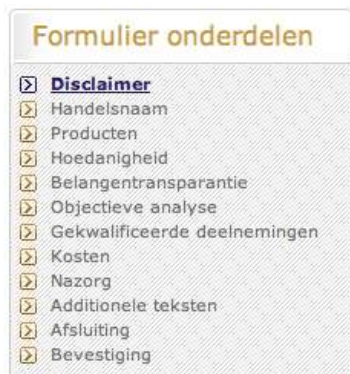 Formulier onderdelen
Disclaimer
Handelsnaam
Producten
Hoedanigheid
Belangentransparantie
Objectieve analyse
Gekwalificeerde deelnemingen
Kosten
Nazorg
Additionele teksten
Afsluiting
Bevestiging